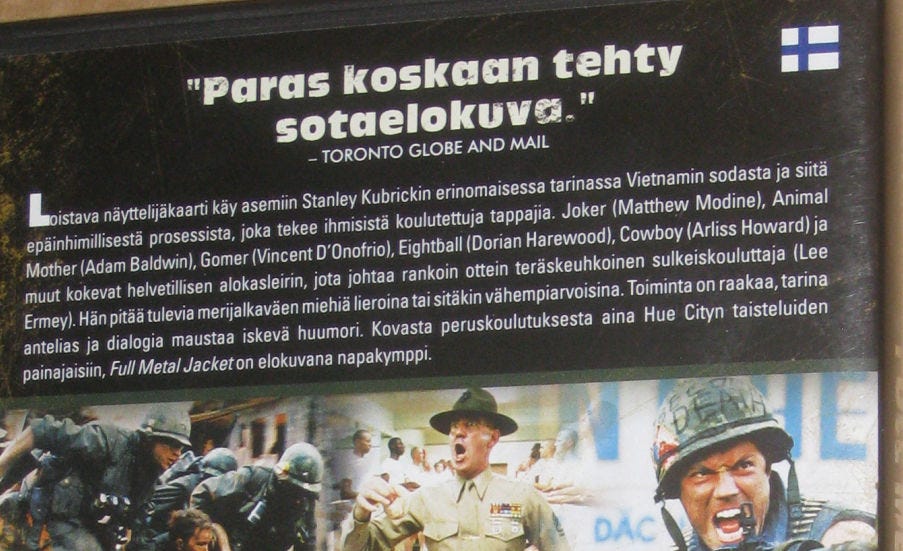 "Paras koskaan tehty
sotaelokuva."
– TORONTO GLOBE AND MAIL
Loistava näyttelijäkaarti käy asemiin Stanley Kubrickin erinomaisessa tarinassa Vietnamin sodasta ja siitä
epäinhimillisestä prosessista, joka tekee ihmisistä koulutettuja tappajia. Joker (Matthew Modine), Animal
Mother (Adam Baldwin), Gomer (Vincent D'Onofrio), Eightball (Dorian Harewood), Cowboy (Arliss Howard) ja
muut kokevat helvetillisen alokasleirin, jota johtaa rankoin ottein teräskeuhkoinen sulkeiskouluttaja (Lee
Ermey). Hän pitää tulevia merijalkaväen miehiä lieroina tai sitäkin vähempiarvoisina. Toiminta on raakaa, tarina
antelias ja dialogia maustaa iskevä huumori. Kovasta peruskoulutuksesta aina Hue Cityn taisteluiden
painajaisiin, Full Metal Jacket on elokuvana napakymppi.
DAC